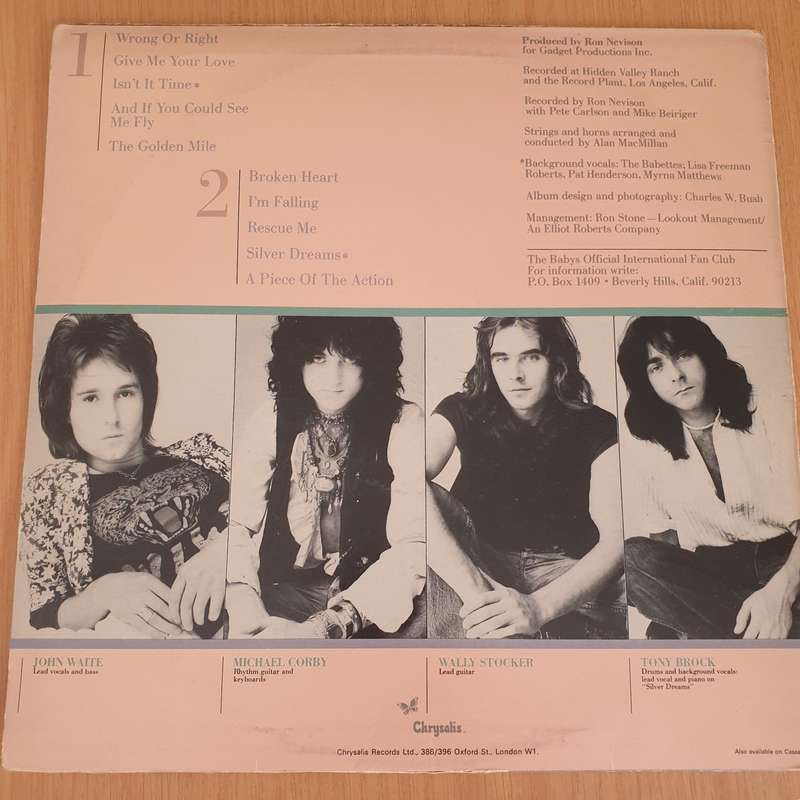 1
Wrong Or Right
Give Me Your Love
Isn't It Time*
And If You Could See
Me Fly
The Golden Mile
2
Broken Heart
I'm Falling
Rescue Me
Silver Dreams*
A Piece Of The Action
Produced by Ron Nevison
for Gadget Productions Inc.
Recorded at Hidden Valley Ranch
and the Record Plant, Los Angeles, Calif.
Recorded by Ron Nevison
with Pete Carlson and Mike Beiriger
Strings and horns arranged and
conducted by Alan MacMillan
*Background vocals: The Babettes; Lisa Freeman
Roberts, Pat Henderson, Myrna Matthews
Album design and photography: Charles W. Bush
Management: Ron Stone — Lookout Management/
An Elliot Roberts Company
The Babys Official International Fan Club
For information write:
P.O. Box 1409 • Beverly Hills, Calif. 90213
JOHN WAITE
Lead vocals and bass
MICHAEL CORBY
Rhythm guitar and
keyboards
WALLY STOCKER
Lead guitar
TONY BROCK
Drums and background vocals:
lead vocal and piano on
"Silver Dreams"
Chrysalis
Chrysalis Records Ltd., 388/396 Oxford St., London W1.
Also available on Cass